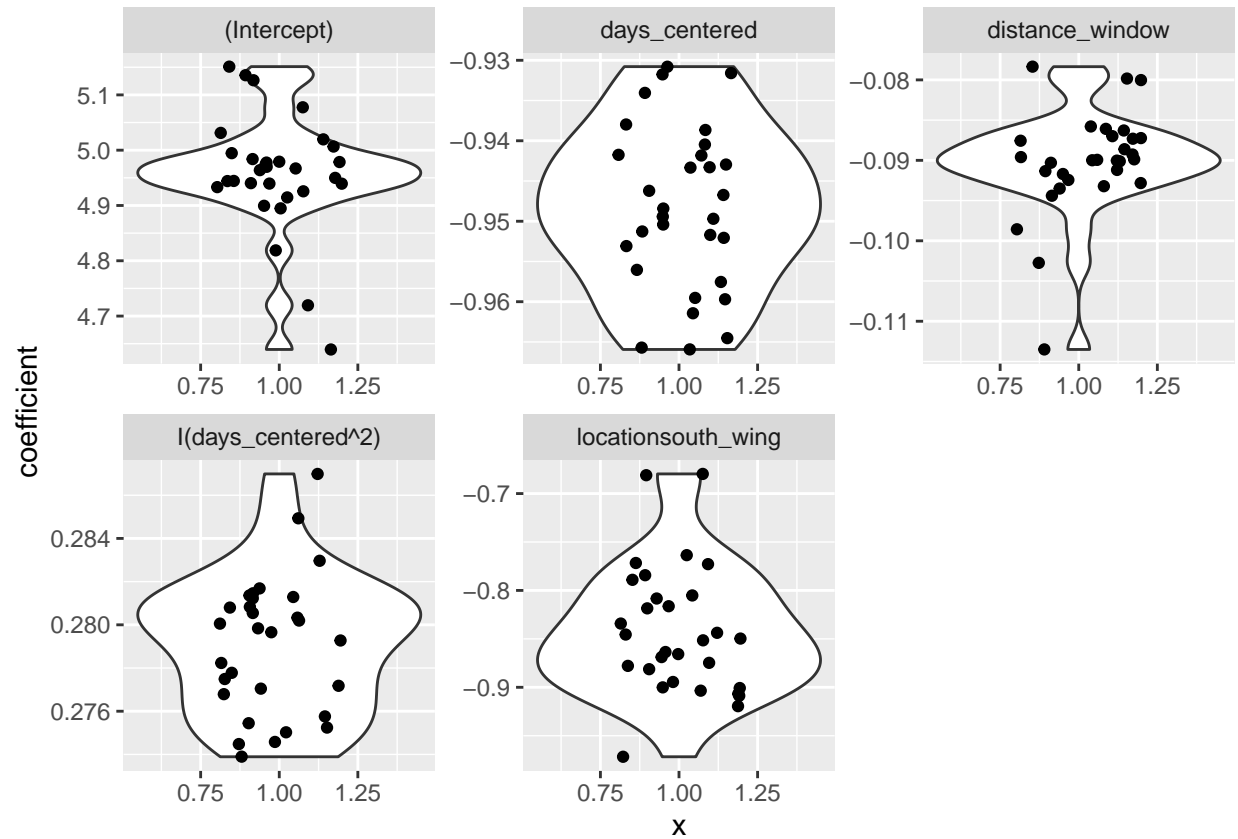 (Intercept)
days_centered
distance_window
5.1
5.0
4.9
4.8
4.7
−0.93
−0.94
−0.95
−0.96
−0.08
−0.09
−0.10
−0.11
0.75 1.00 1.25
0.75 1.00 1.25
0.75 1.00 1.25
coefficient
I(days_centered^2)
locationsouth_wing
0.284
0.280
0.276
−0.7
−0.8
−0.9
0.75 1.00 1.25
0.75 1.00 1.25
x